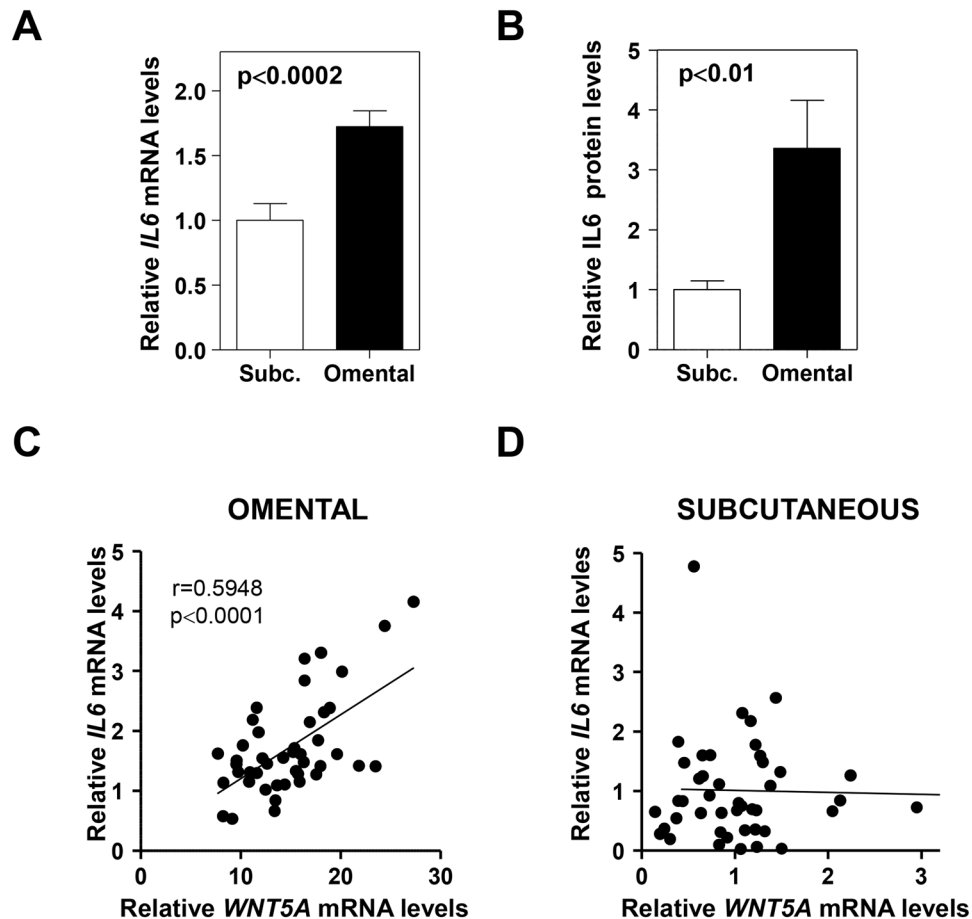 A
p<0.0002
Relative IL6 mRNA levels
2.0
1.5
1.0
0.5
0.0
Subc. Omental
B
p<0.01
Relative IL6 protein levels
5
4
3
2
1
0
Subc. Omental
C
OMENTAL
r=0.5948
p<0.0001
Relative IL6 mRNA levels
5
4
3
2
1
0
0 10 20 30
Relative WNT5A mRNA levels
D
SUBCUTANEOUS
Relative IL6 mRNA levles
5
4
3
2
1
0
0 1 2 3
Relative WNT5A mRNA levels